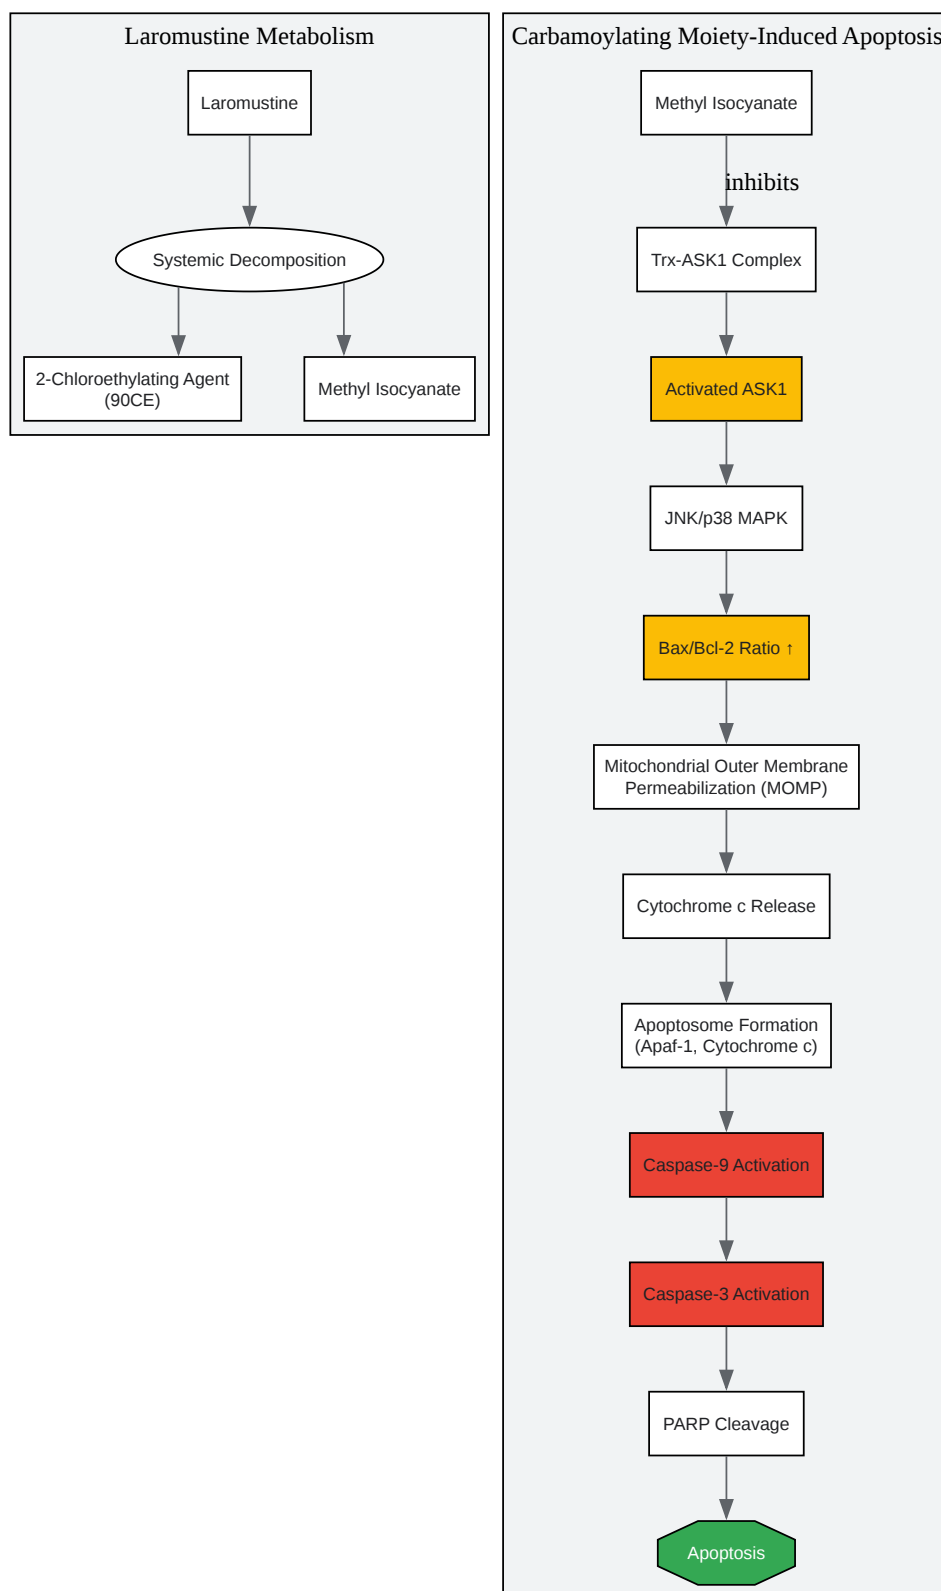 Laromustine Metabolism
Laromustine
Systemic Decomposition
2-Chloroethylating Agent
(90CE)
Methyl Isocyanate
Carbamoylating Moiety-Induced Apoptosis
Methyl Isocyanate
inhibits
Trx-ASK1 Complex
Activated ASK1
JNK/p38 MAPK
Bax/Bcl-2 Ratio ↑
Mitochondrial Outer Membrane
Permeabilization (MOMP)
Cytochrome c Release
Apoptosome Formation
(Apaf-1, Cytochrome c)
Caspase-9 Activation
Caspase-3 Activation
PARP Cleavage
Apoptosis